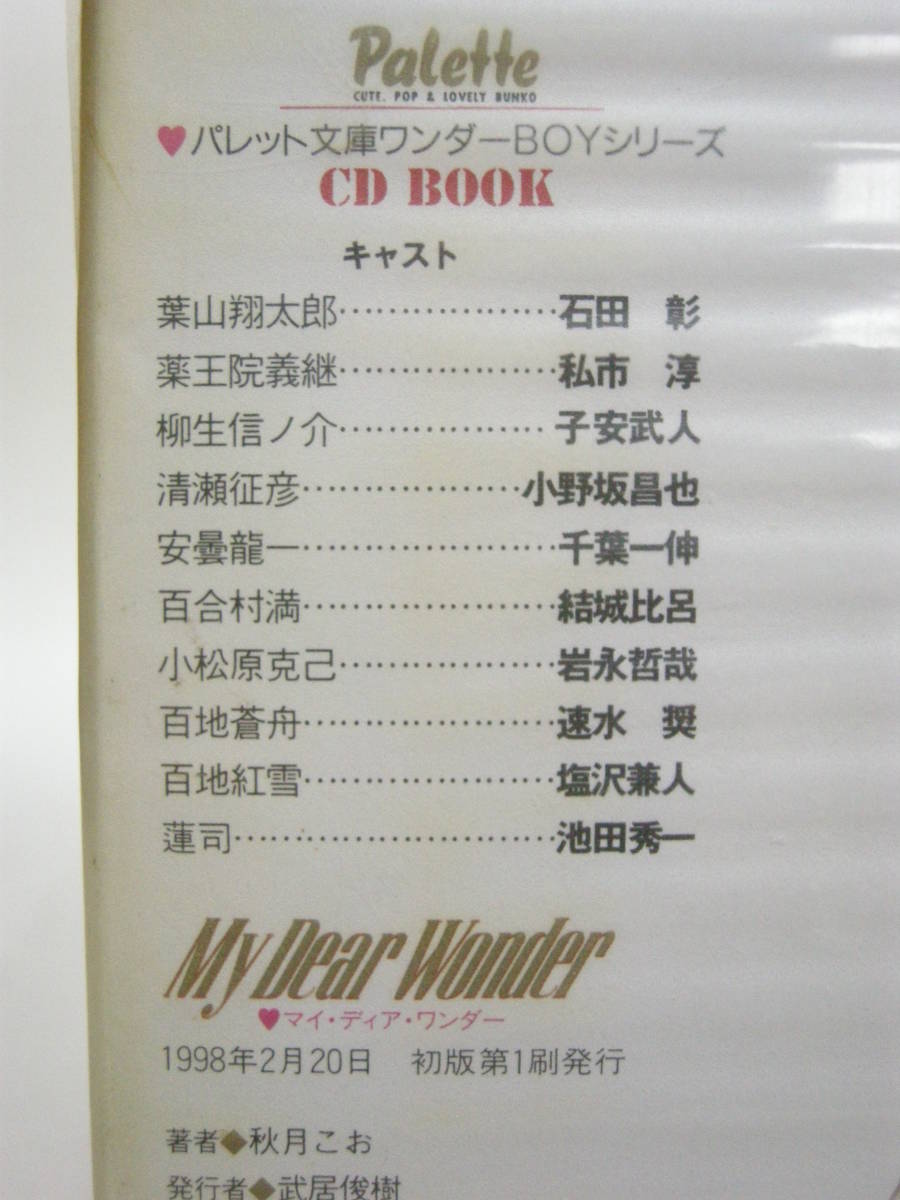 Palette
CUTE, POP & LOVELY BUNKO
♥パレット文庫ワンダーBOYシリーズ
CD BOOK
キャスト
葉山翔太郎………………石田 彰
薬王院義継………………私市 淳
柳生信ノ介………………子安武人
清瀬征彦………………小野坂昌也
安曇龍一…………………千葉一伸
百合村満…………………結城比呂
小松原克己………………岩永哲哉
百地蒼舟…………………速水 奨
百地紅雪…………………塩沢兼人
蓮司………………………池田秀一
My Dear Wonder
♥マイ・ディア・ワンダー
1998年2月20日 初版第1刷発行
著者◆秋月こお
発行者◆武居俊樹